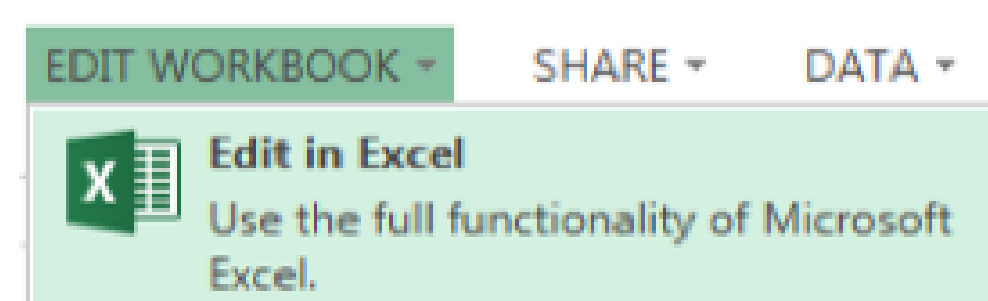 EDIT WORKBOOK SHARE DATA
X
Edit in Excel
Use the full functionality of Microsoft
Excel.